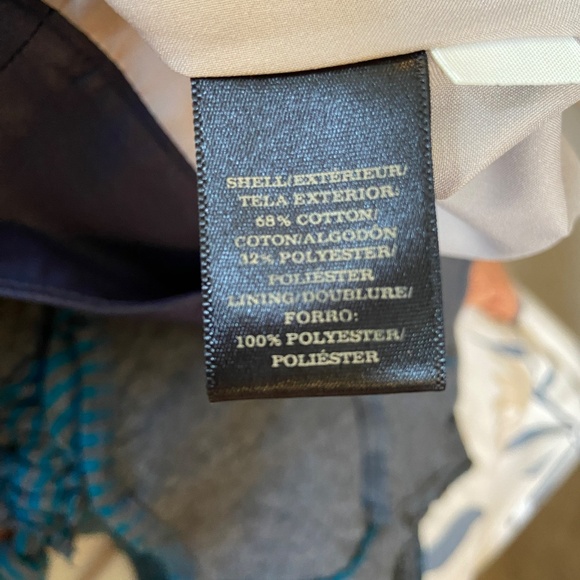 SHELL/EXTERIEUR/
TELA EXTERIOR:
68% COTTON/
COTON/ALGODÓN
32% POLYESTER/
POLIÉSTER
LINING/DOUBLURE/
FORRO:
100% POLYESTER/
POLIÉSTER